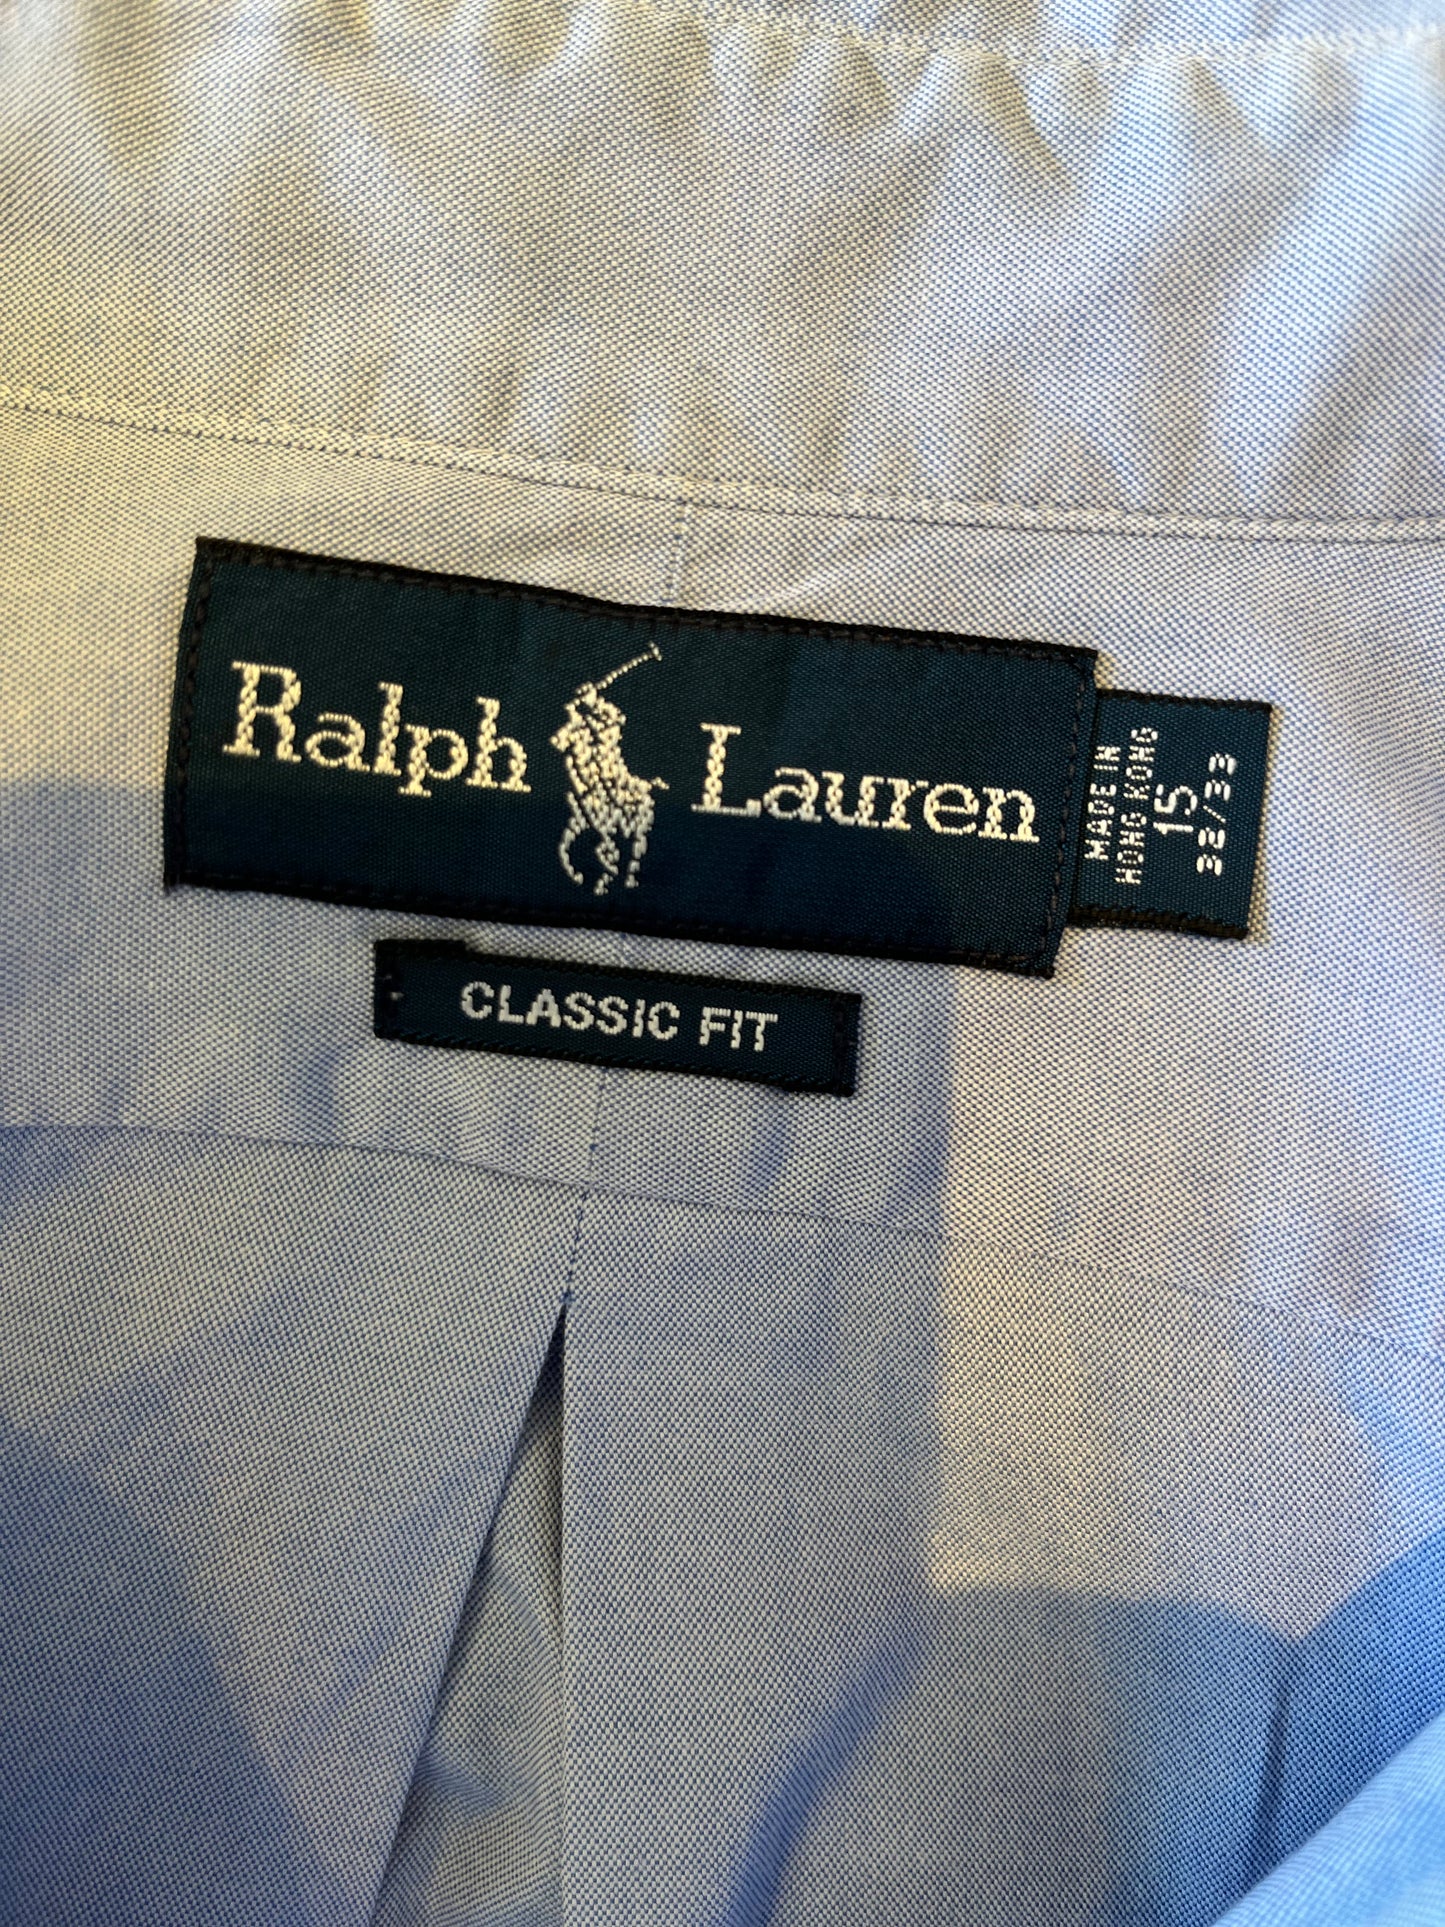 Ralph Lauren
MADE IN
HONG KONG
15
32/33
CLASSIC FIT